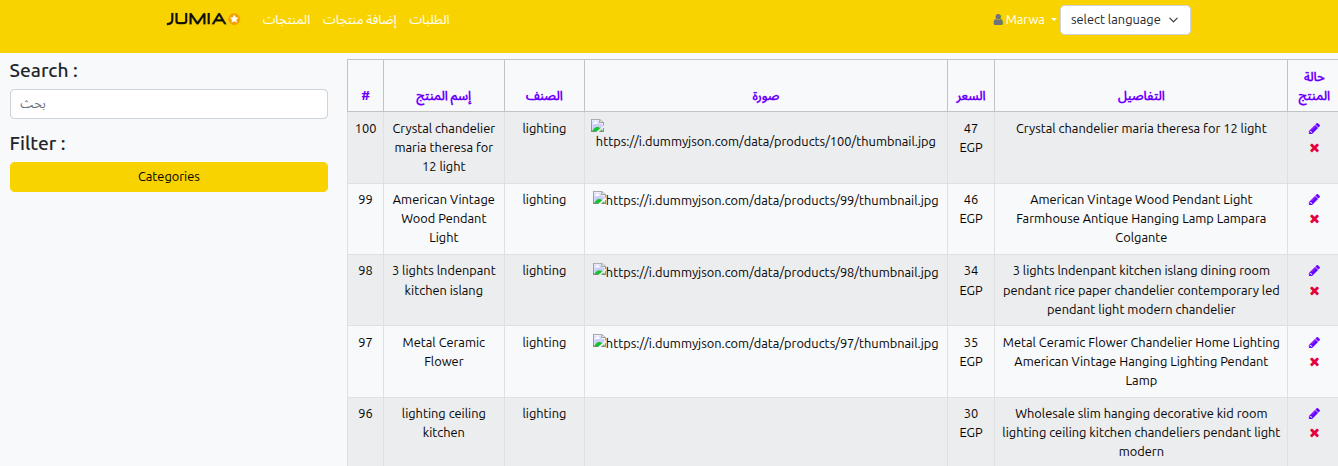 JUMIA
المنتجات
إضافة منتجات
الطلبات
Marwa
select language
Search :
بحث
Filter :
Categories
#
إسم المنتج
الصنف
صورة
السعر
التفاصيل
حالة
المنتج
100
Crystal chandelier
maria theresa for
12 light
lighting
https://i.dummyjson.com/data/products/100/thumbnail.jpg
47
EGP
Crystal chandelier maria theresa for 12 light
99
American Vintage
Wood Pendant
Light
lighting
https://i.dummyjson.com/data/products/99/thumbnail.jpg
46
EGP
American Vintage Wood Pendant Light
Farmhouse Antique Hanging Lamp Lampara
Colgante
98
3 lights lndenpant
kitchen islang
lighting
https://i.dummyjson.com/data/products/98/thumbnail.jpg
34
EGP
3 lights lndenpant kitchen islang dining room
pendant rice paper chandelier contemporary led
pendant light modern chandelier
97
Metal Ceramic
Flower
lighting
https://i.dummyjson.com/data/products/97/thumbnail.jpg
35
EGP
Metal Ceramic Flower Chandelier Home Lighting
American Vintage Hanging Lighting Pendant
Lamp
96
lighting ceiling
kitchen
lighting
30
EGP
Wholesale slim hanging decorative kid room
lighting ceiling kitchen chandeliers pendant light
modern